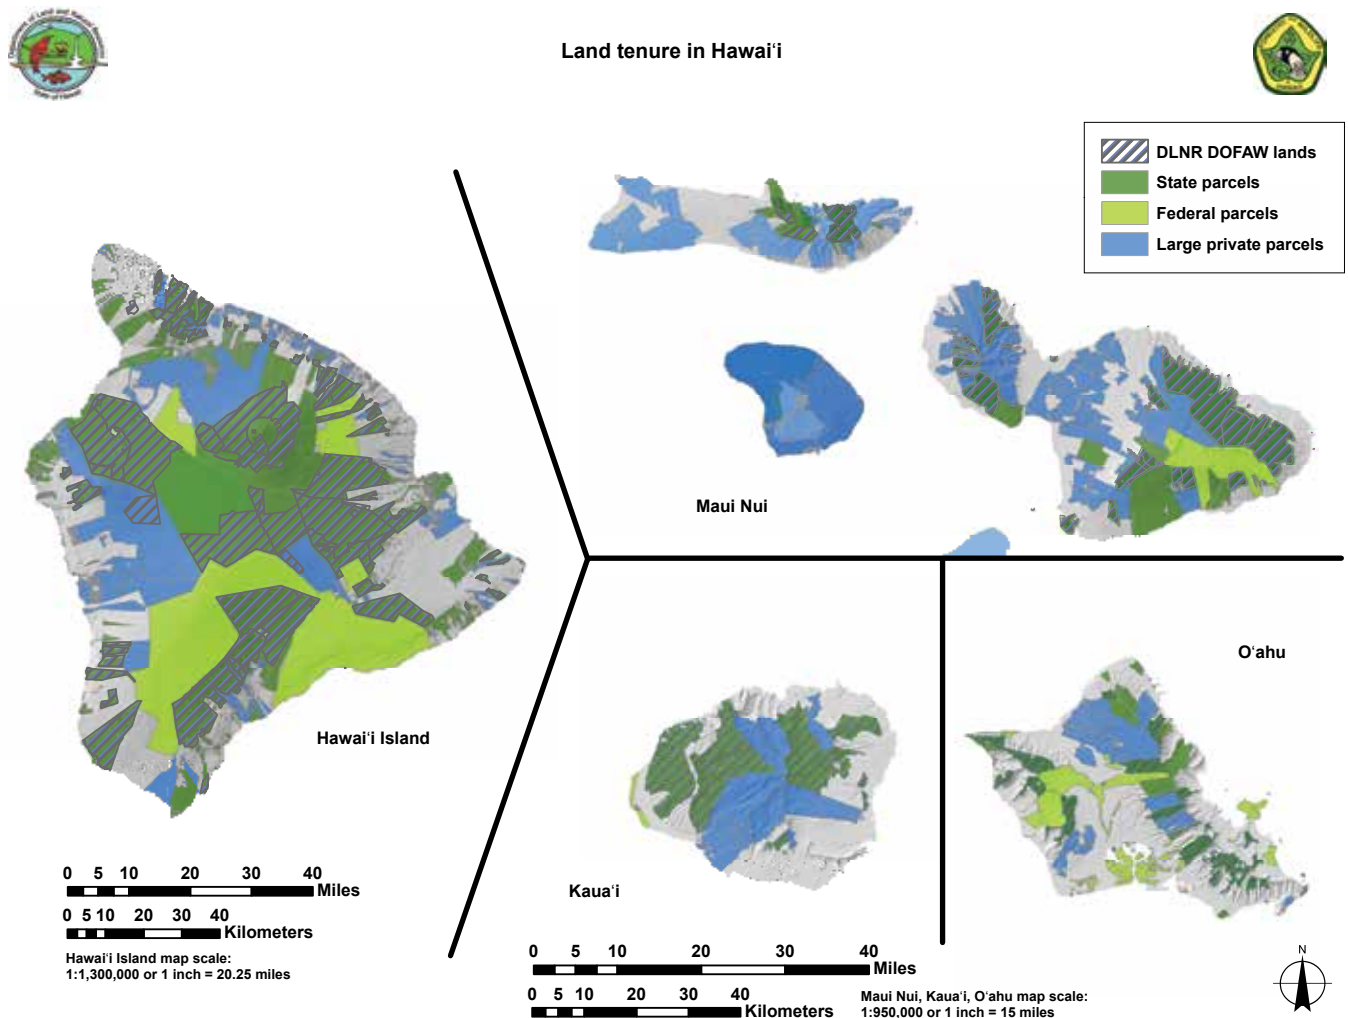 Land tenure in Hawaiʻi
State of Hawaii
DLNR DOFAW lands
State parcels
Federal parcels
Large private parcels
Maui Nui
Hawaiʻi Island
Oʻahu
Kauaʻi
0 5 10 20 30 40
Miles
0 5 10 20 30 40
Kilometers
Hawaiʻi Island map scale:
1:1,300,000 or 1 inch = 20.25 miles
0 5 10 20 30 40
Miles
0 5 10 20 30 40
Kilometers
Maui Nui, Kauaʻi, Oʻahu map scale:
1:950,000 or 1 inch = 15 miles
N